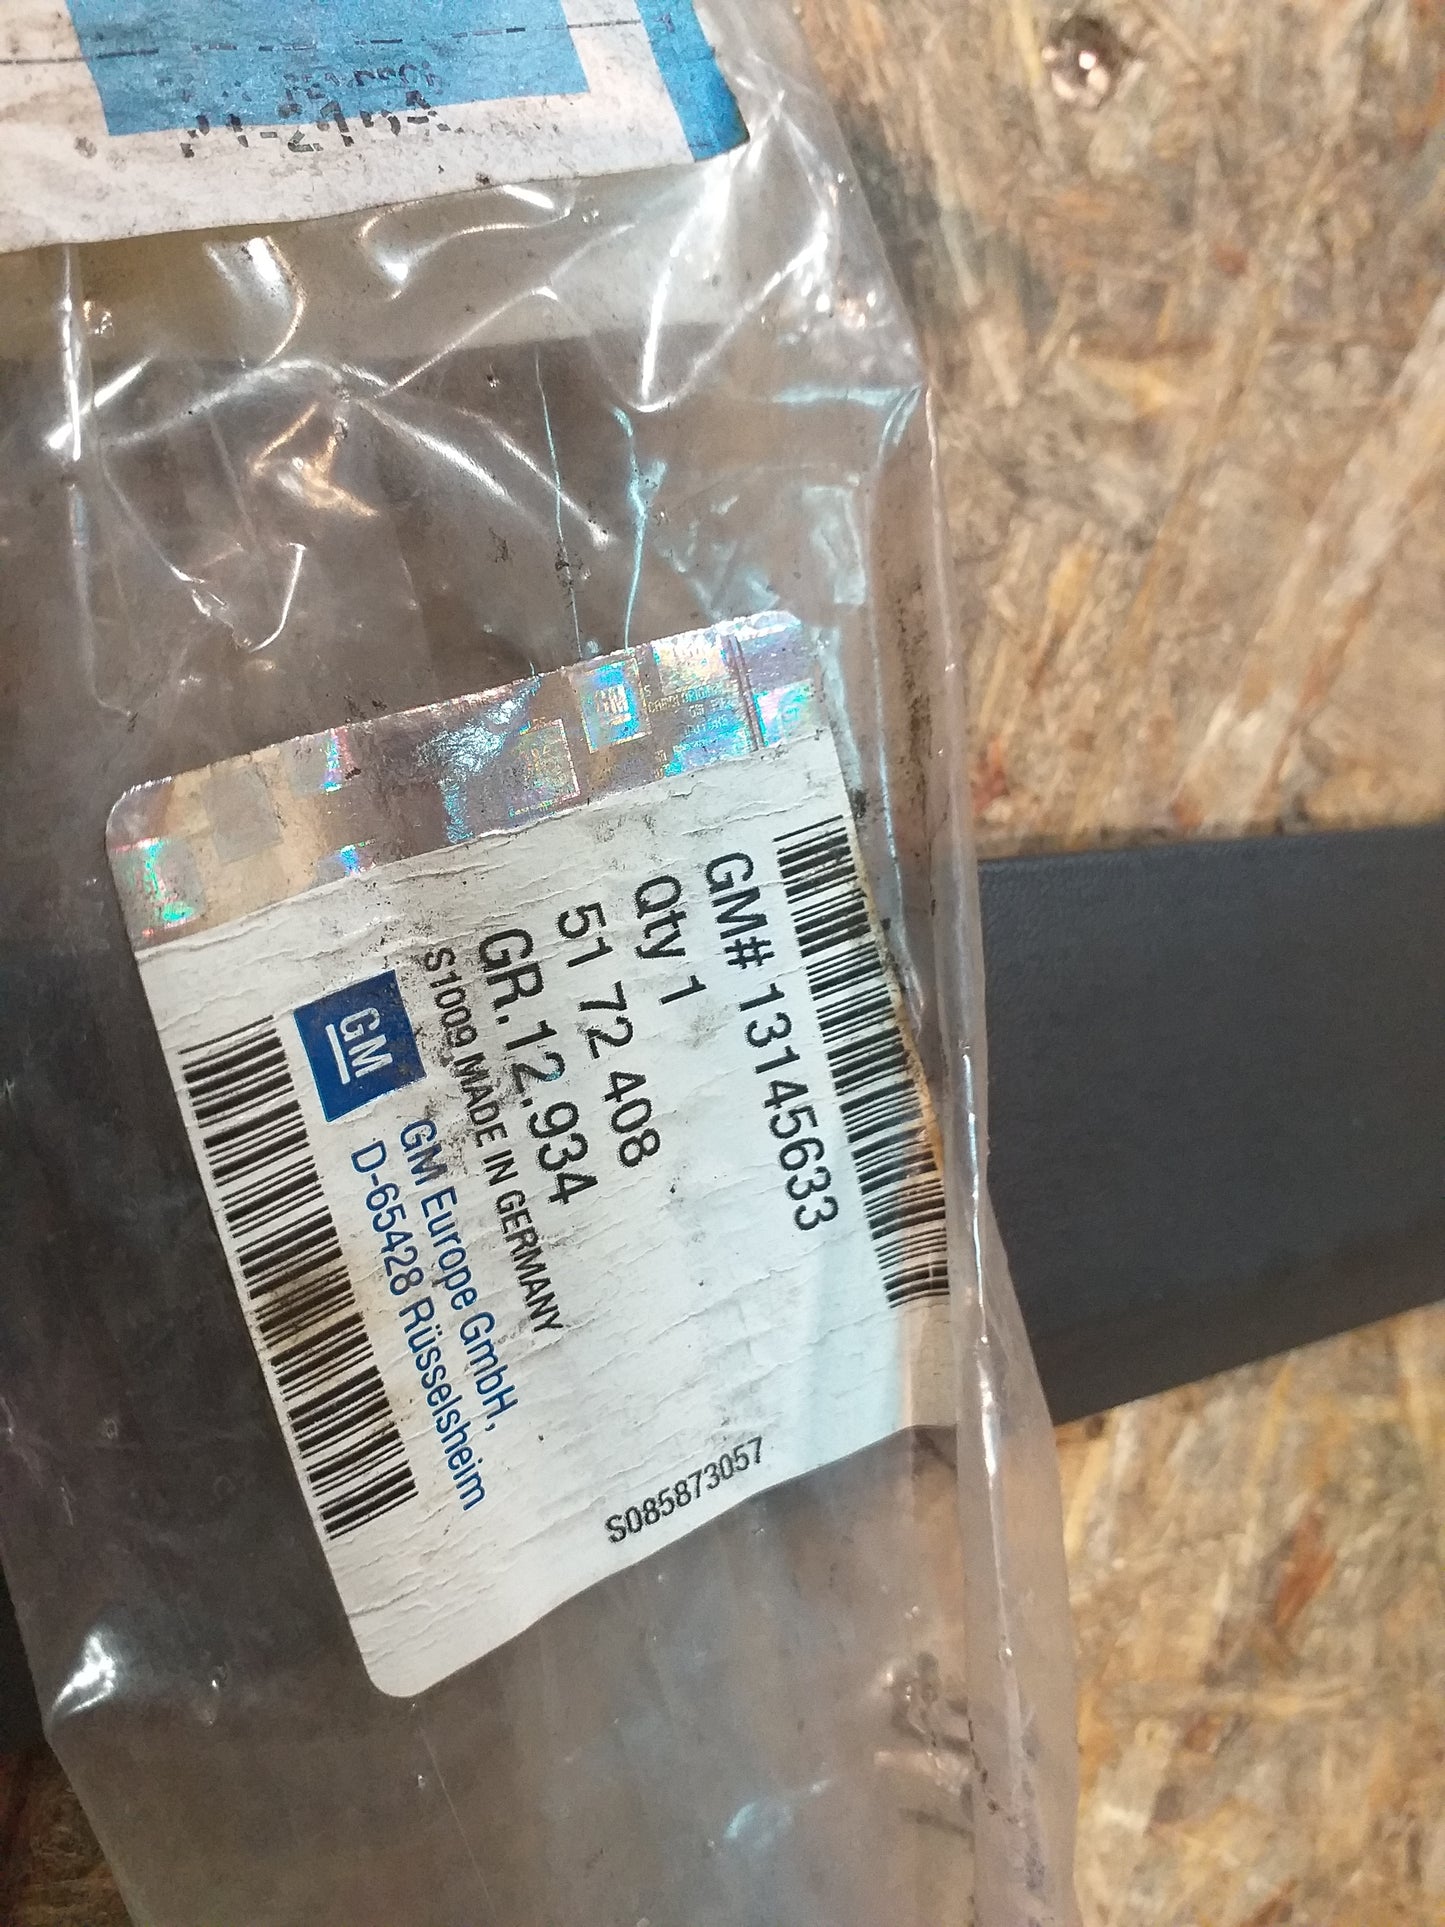 GM# 13145633
Qty 1
51 72 408
GR.12.934
S1009 MADE IN GERMANY
GM
GM Europe GmbH,
D-65428 Rüsselsheim
S085873057
GM